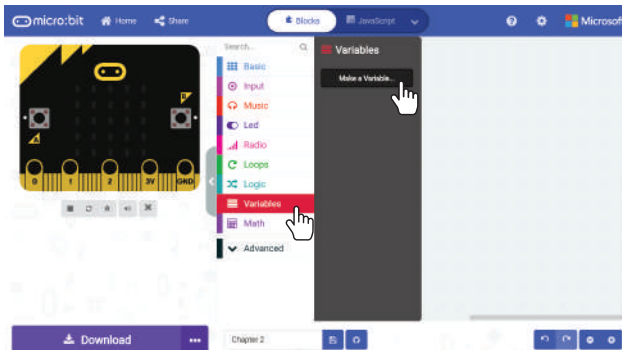 micro:bit Home Share Blocks JavaScript Microsoft
Search...
Basic
Input
Music
Led
Radio
Loops
Logic
Variables
Math
Advanced
Variables
Make a Variable...
A
B
0 1 2 3V GND
Download ... Chapter 2